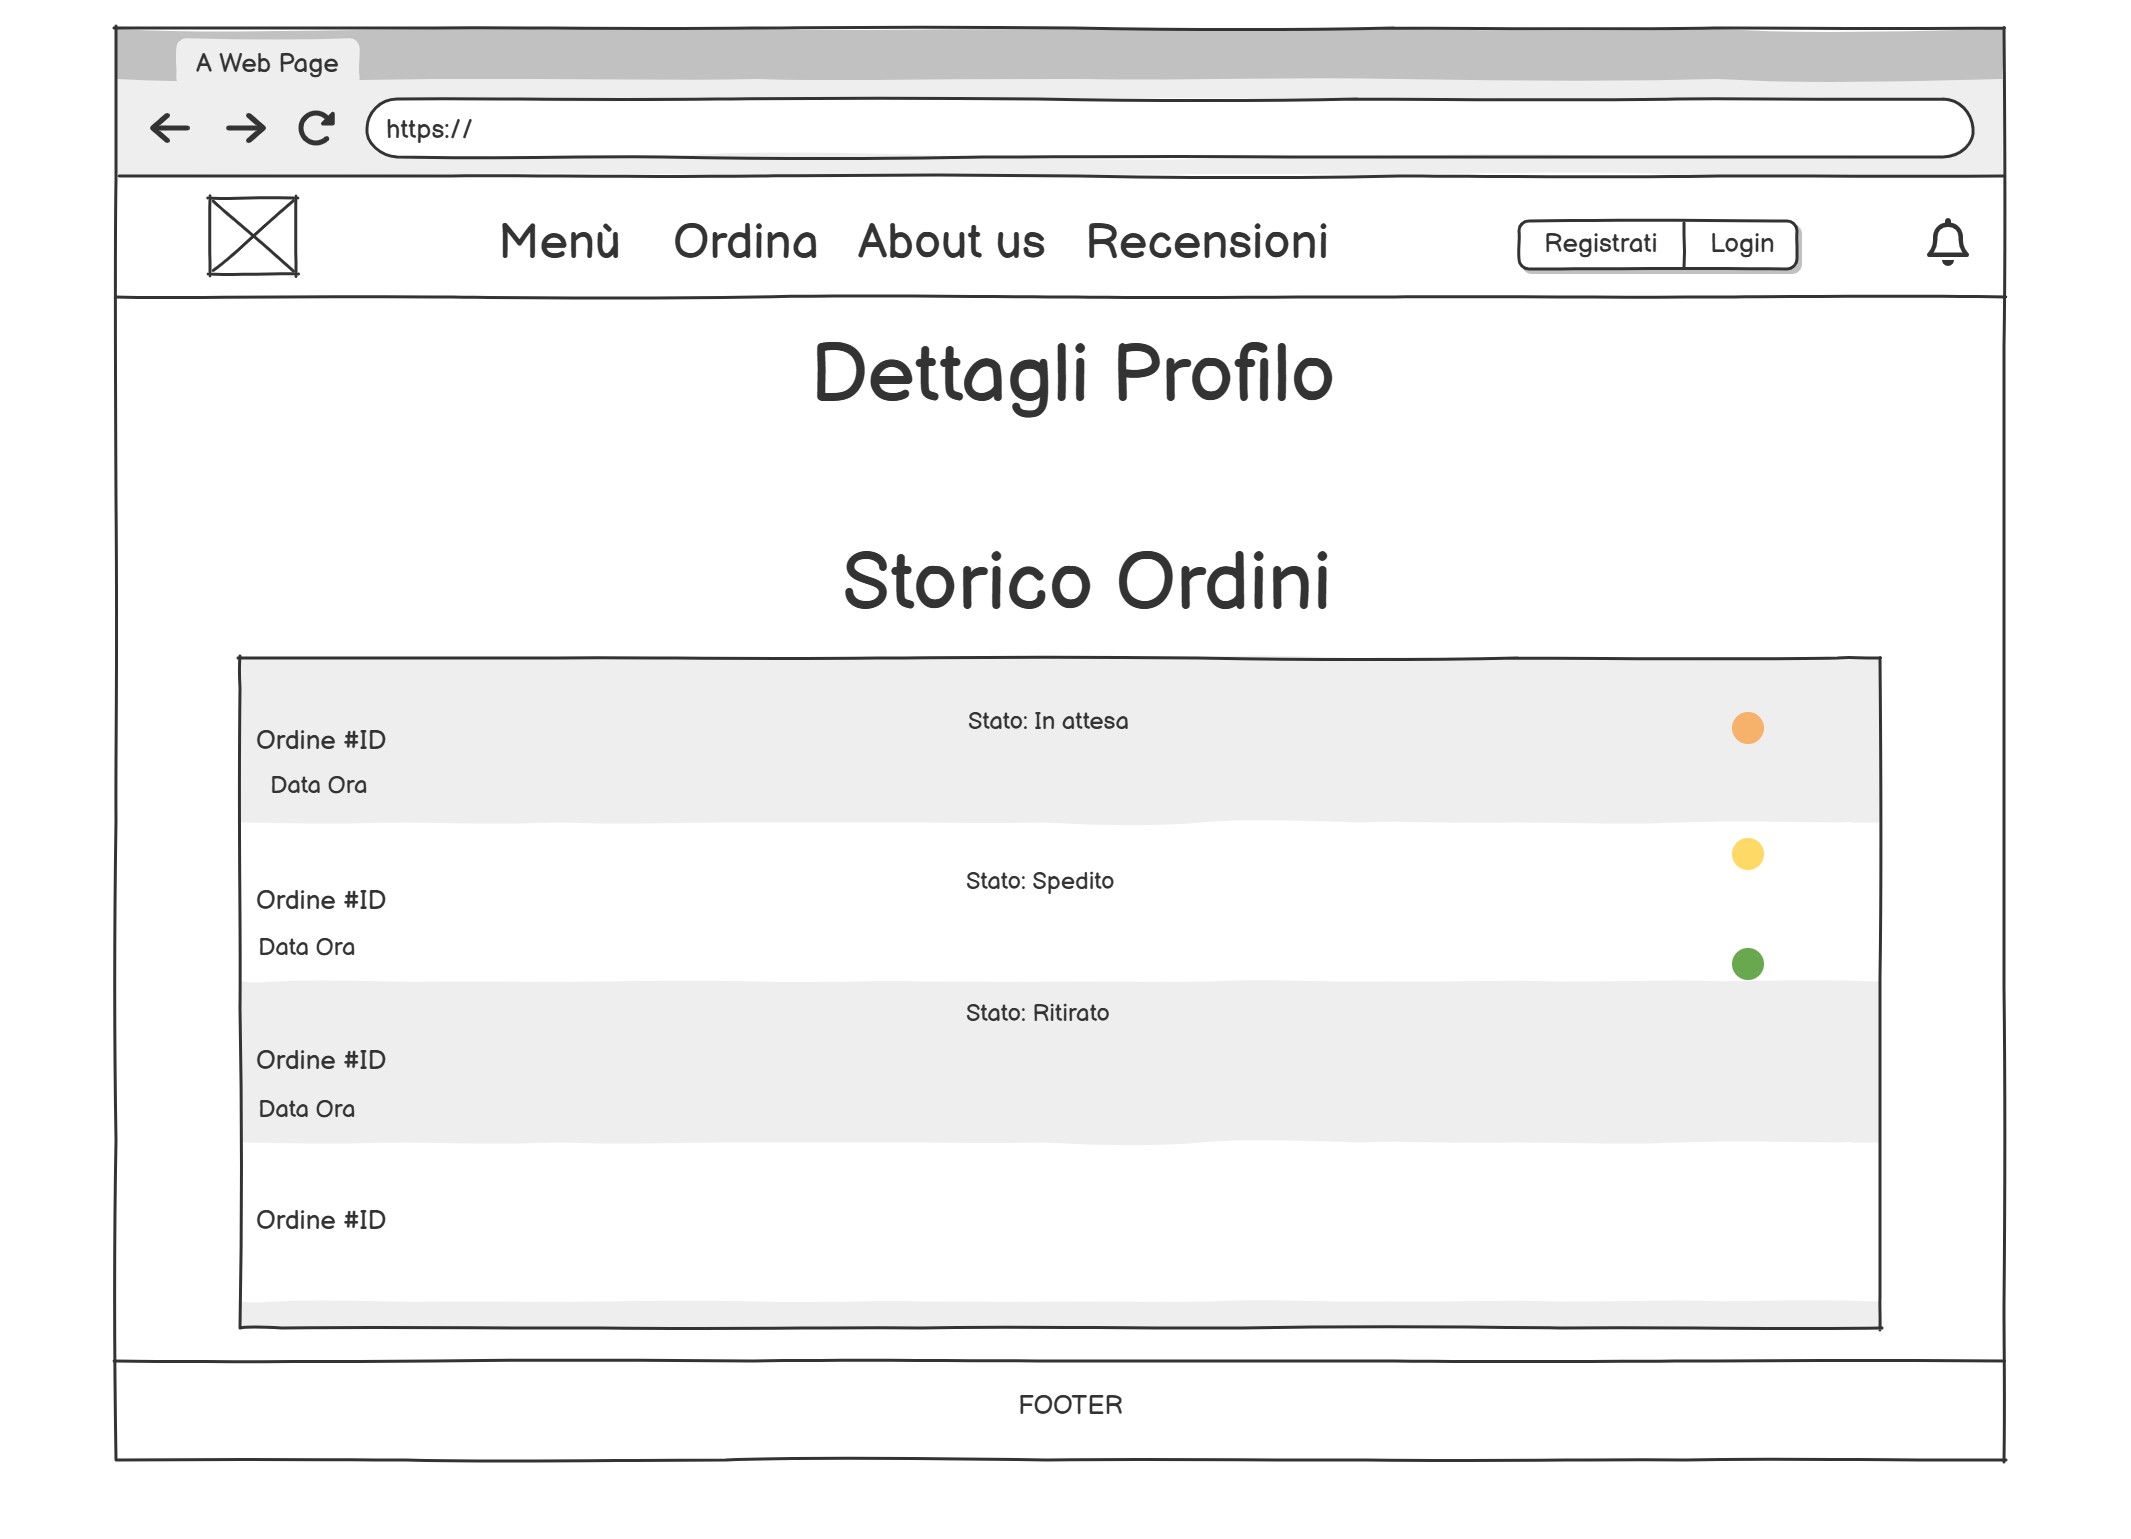 A Web Page
https://
Menù Ordina About us Recensioni Registrati Login
Dettagli Profilo
Storico Ordini
Stato: In attesa
Ordine #ID
Data Ora
Stato: Spedito
Ordine #ID
Data Ora
Stato: Ritirato
Ordine #ID
Data Ora
Ordine #ID
FOOTER